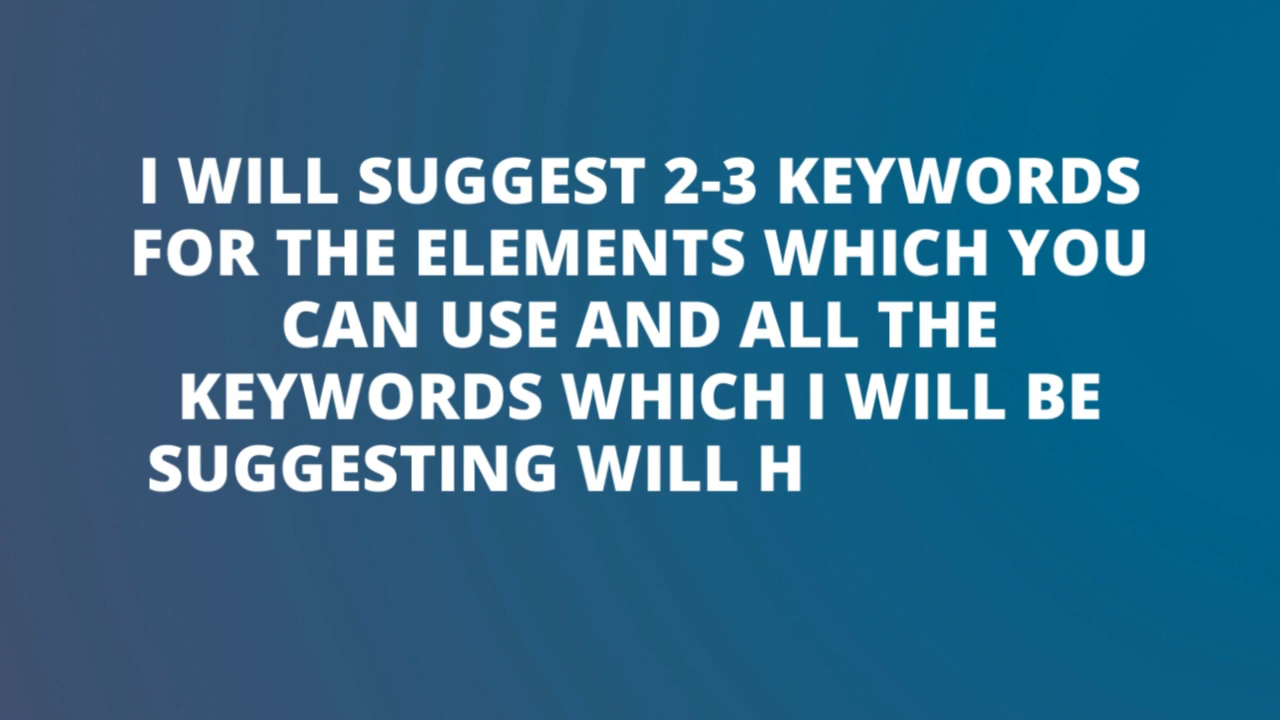 I WILL SUGGEST 2-3 KEYWORDS
FOR THE ELEMENTS WHICH YOU
CAN USE AND ALL THE
KEYWORDS WHICH I WILL BE
SUGGESTING WILL H